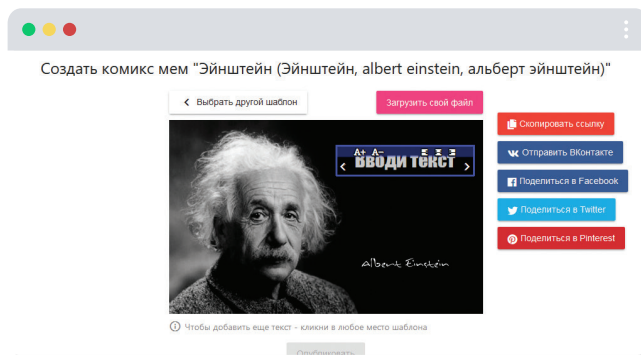 Создать комикс мем "Эйнштейн (Эйнштейн, albert einstein, альберт эйнштейн)"
Выбрать другой шаблон
Загрузить свой файл
A+ A-
ВВОДИ ТЕКСТ
Albert Einstein
Скопировать ссылку
Отправить ВКонтакте
Поделиться в Facebook
Поделиться в Twitter
Поделиться в Pinterest
Чтобы добавить еще текст - кликни в любое место шаблона
Опубликовать